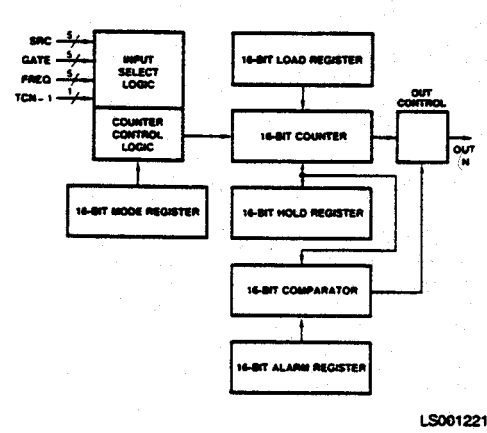 SRC 5
GATE 5
FREQ 5
TCN - 1 1
INPUT
SELECT
LOGIC
COUNTER
CONTROL
LOGIC
16-BIT MODE REGISTER
16-BIT LOAD REGISTER
16-BIT COUNTER
16-BIT HOLD REGISTER
16-BIT COMPARATOR
16-BIT ALARM REGISTER
OUT
CONTROL
OUT
N
LS001221